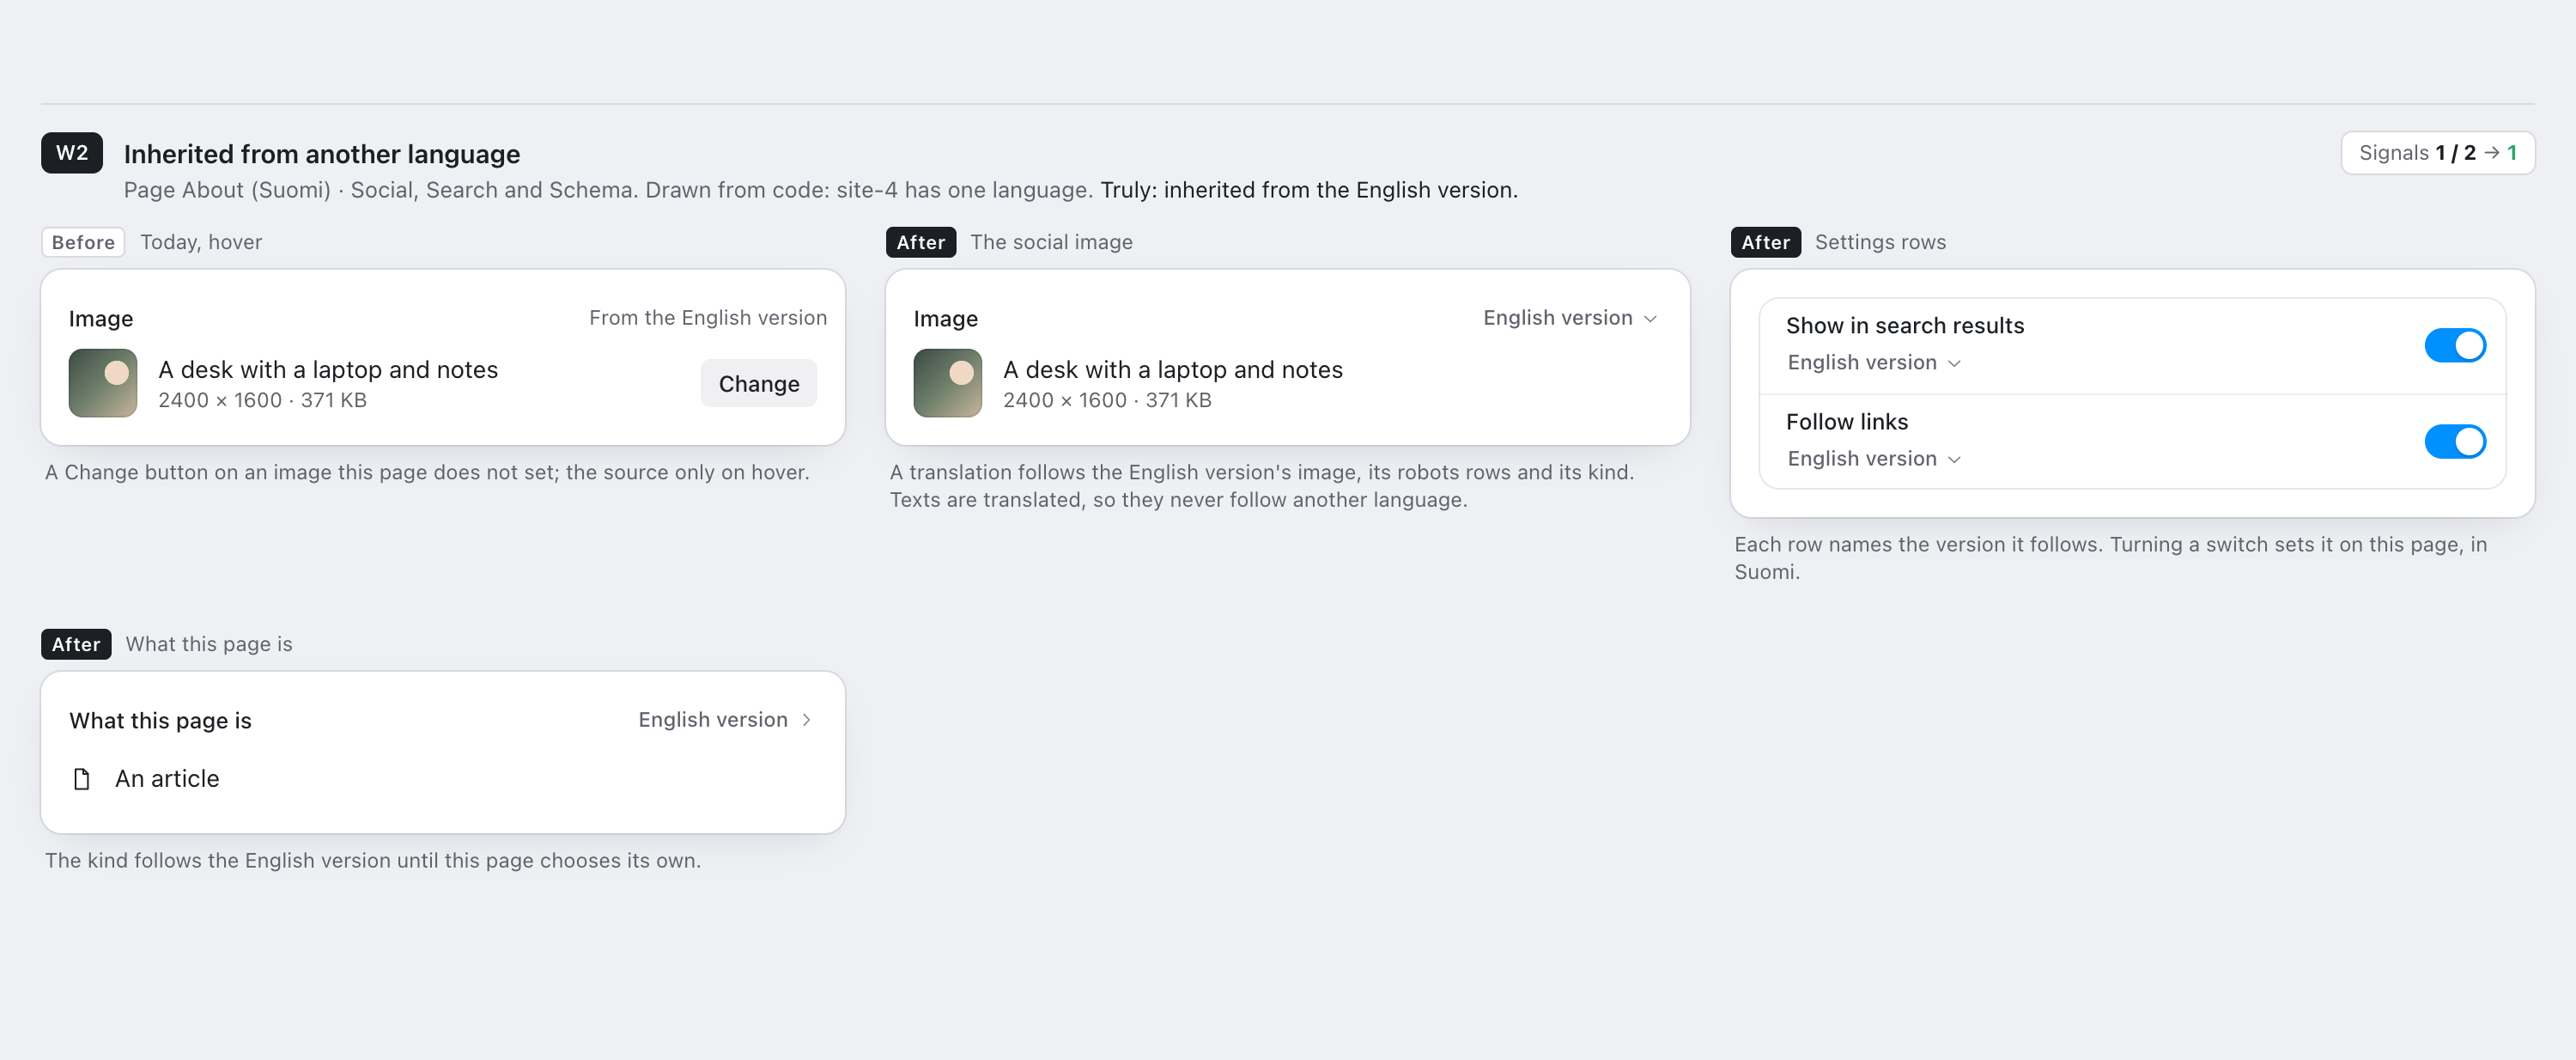 W2
Inherited from another language
Signals 1 / 2 → 1
Page About (Suomi) · Social, Search and Schema. Drawn from code: site-4 has one language. Truly: inherited from the English version.
Before
Today, hover
Image
From the English version
A desk with a laptop and notes
2400 × 1600 · 371 KB
Change
A Change button on an image this page does not set; the source only on hover.
After
The social image
Image
English version
A desk with a laptop and notes
2400 × 1600 · 371 KB
A translation follows the English version's image, its robots rows and its kind.
Texts are translated, so they never follow another language.
After
Settings rows
Show in search results
English version
Follow links
English version
Each row names the version it follows. Turning a switch sets it on this page, in
Suomi.
After
What this page is
What this page is
English version
An article
The kind follows the English version until this page chooses its own.